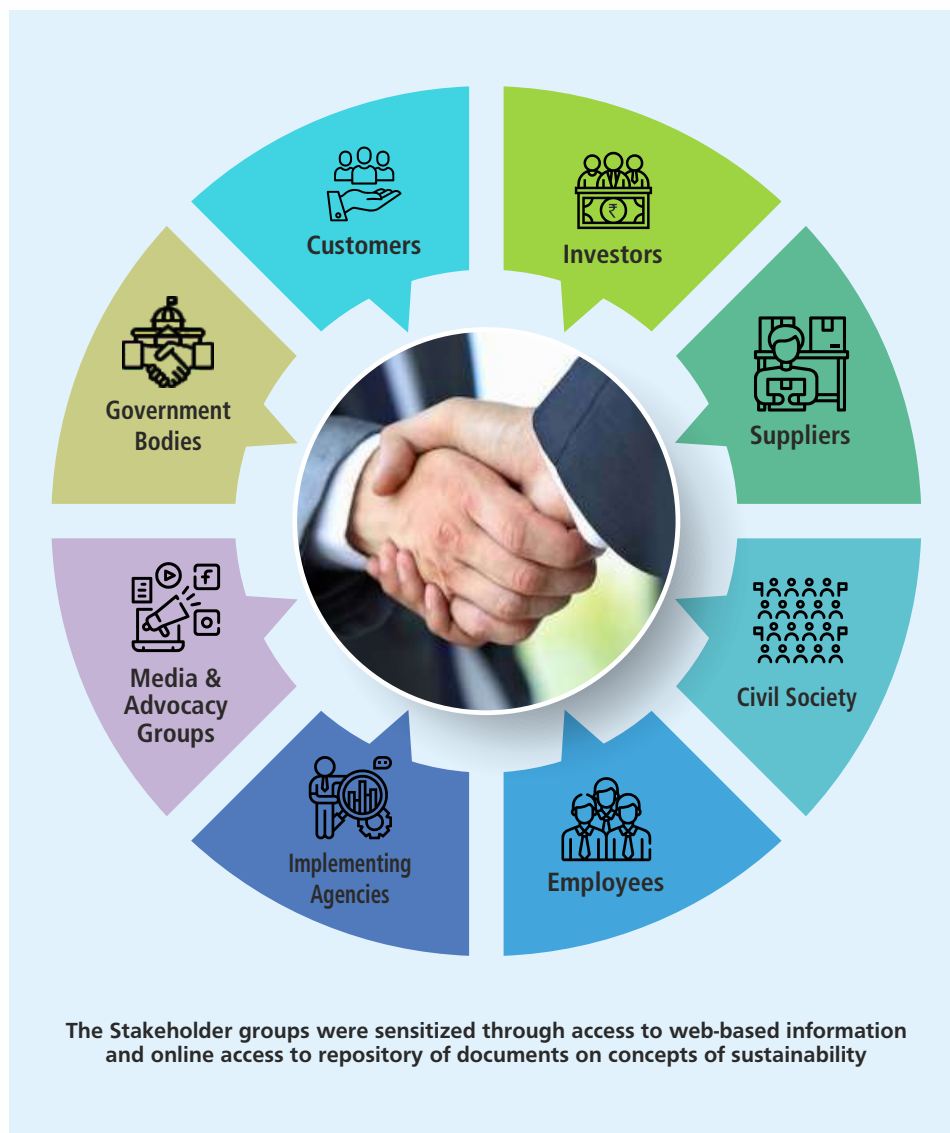 Customers
Investors
Suppliers
Civil Society
Employees
Implementing
Agencies
Media &
Advocacy
Groups
Government
Bodies
₹
f
The Stakeholder groups were sensitized through access to web-based information
and online access to repository of documents on concepts of sustainability